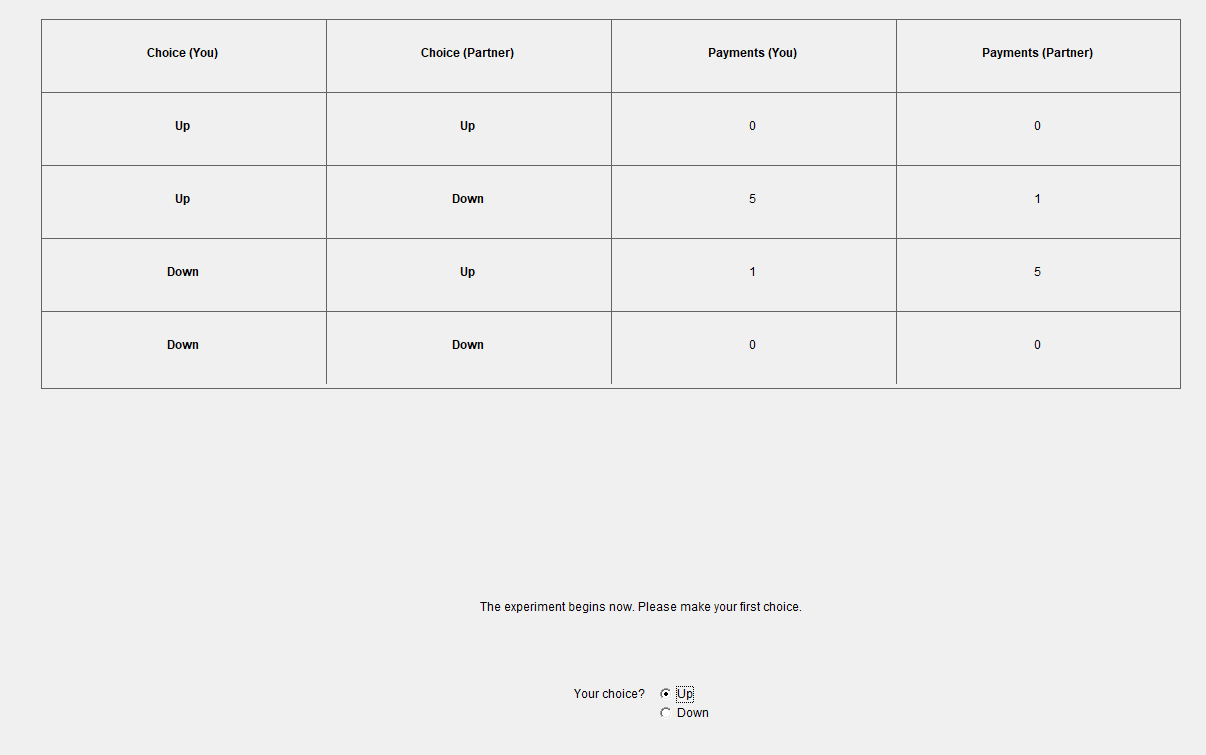 Choice (You) Choice (Partner) Payments (You) Payments (Partner)
Up Up 0 0
Up Down 5 1
Down Up 1 5
Down Down 0 0
The experiment begins now. Please make your first choice.
Your choice? Up
Down